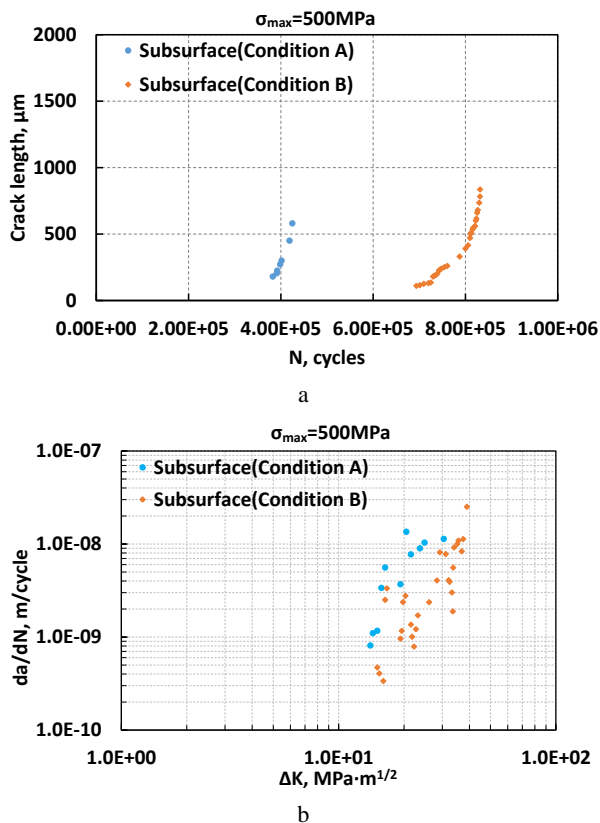 σmax=500MPa
2000
1500
1000
500
0
Crack length, µm
Subsurface(Condition A)
Subsurface(Condition B)
0.00E+00 2.00E+05 4.00E+05 6.00E+05 8.00E+05 1.00E+06
N, cycles
a
σmax=500MPa
1.0E-07
1.0E-08
1.0E-09
1.0E-10
da/dN, m/cycle
Subsurface(Condition A)
Subsurface(Condition B)
1.0E+00 1.0E+01 1.0E+02
ΔK, MPa·m1/2
b